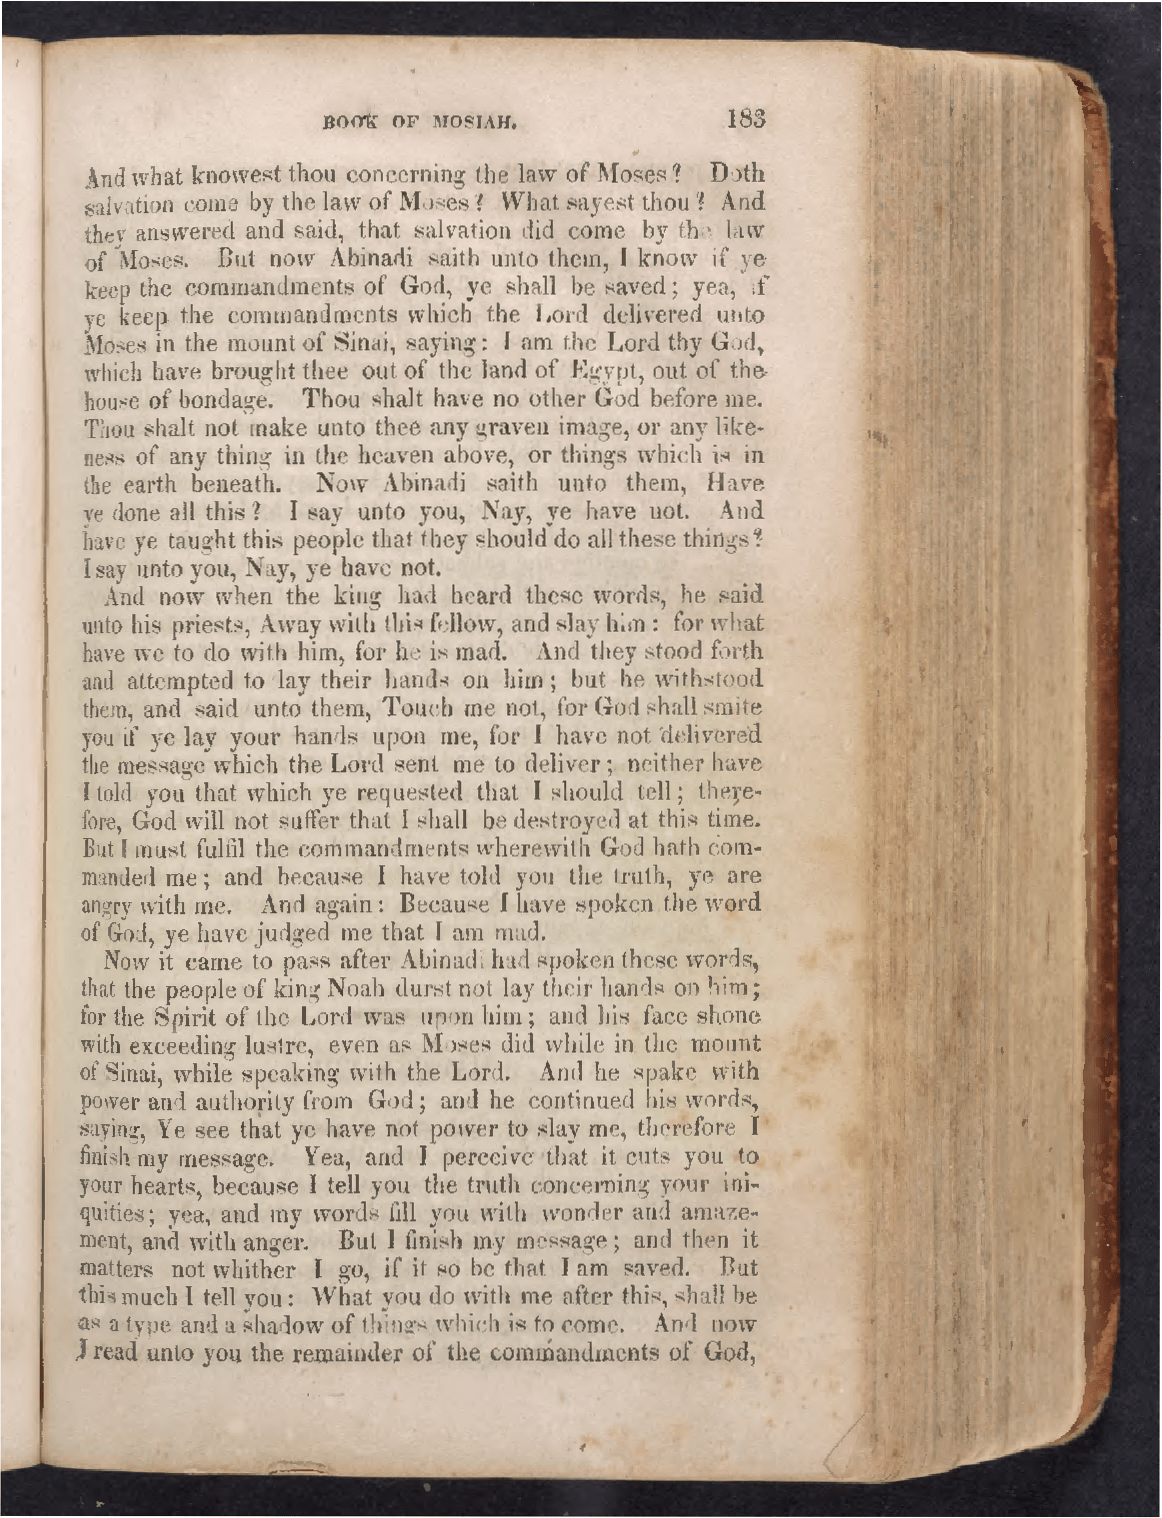 BOOK OF MOSIAH. 183
And what knowest thou concerning the law of Moses? Doth
salvation come by the law of Moses? What sayest thou? And
they answered and said, that salvation did come by the law
of Moses. But now Abinadi saith unto them, I know if ye
keep the commandments of God, ye shall be saved; yea, if
ye keep the commandments which the Lord delivered unto
Moses in the mount of Sinai, saying: I am the Lord thy God,
which have brought thee out of the land of Egypt, out of the
house of bondage. Thou shalt have no other God before me.
Thou shalt not make unto thee any graven image, or any like-
ness of any thing in the heaven above, or things which is in
the earth beneath. Now Abinadi saith unto them, Have
ye done all this? I say unto you, Nay, ye have not. And
have ye taught this people that they should do all these things?
I say unto you, Nay, ye have not.
And now when the king had heard these words, he said
unto his priests, Away with this fellow, and slay him: for what
have we to do with him, for he is mad. And they stood forth
and attempted to lay their hands on him; but he withstood
them, and said unto them, Touch me not, for God shall smite
you if ye lay your hands upon me, for I have not delivered
the message which the Lord sent me to deliver; neither have
I told you that which ye requested that I should tell; there-
fore, God will not suffer that I shall be destroyed at this time.
But I must fulfil the commandments wherewith God hath com-
manded me; and because I have told you the truth, ye are
angry with me. And again: Because I have spoken the word
of God, ye have judged me that I am mad.
Now it came to pass after Abinadi had spoken these words,
that the people of king Noah durst not lay their hands on him;
for the Spirit of the Lord was upon him; and his face shone
with exceeding lustre, even as Moses did while in the mount
of Sinai, while speaking with the Lord. And he spake with
power and authority from God; and he continued his words,
saying, Ye see that ye have not power to slay me, therefore I
finish my message. Yea, and I perceive that it cuts you to
your hearts, because I tell you the truth concerning your ini-
quities; yea, and my words fill you with wonder and amaze-
ment, and with anger. But I finish my message; and then it
matters not whither I go, if it so be that I am saved. But
this much I tell you: What you do with me after this, shall be
as a type and a shadow of things which is to come. And now
I read unto you the remainder of the commandments of God,